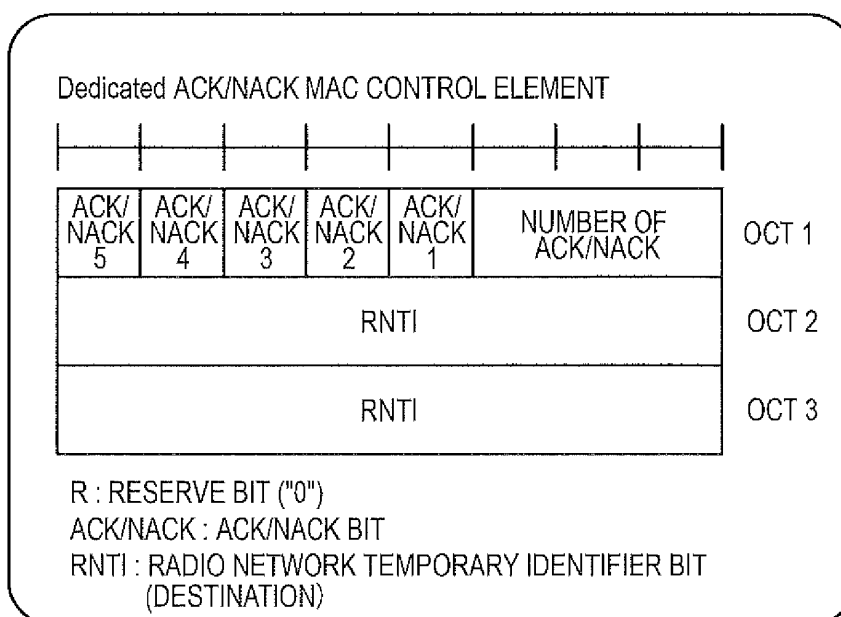 Dedicated ACK/NACK MAC CONTROL ELEMENT
ACK/ ACK/ ACK/ ACK/ ACK/ NUMBER OF
NACK NACK NACK NACK NACK ACK/NACK OCT 1
5 4 3 2 1
RNTI OCT 2
RNTI OCT 3
R : RESERVE BIT ("0")
ACK/NACK : ACK/NACK BIT
RNTI : RADIO NETWORK TEMPORARY IDENTIFIER BIT
(DESTINATION)